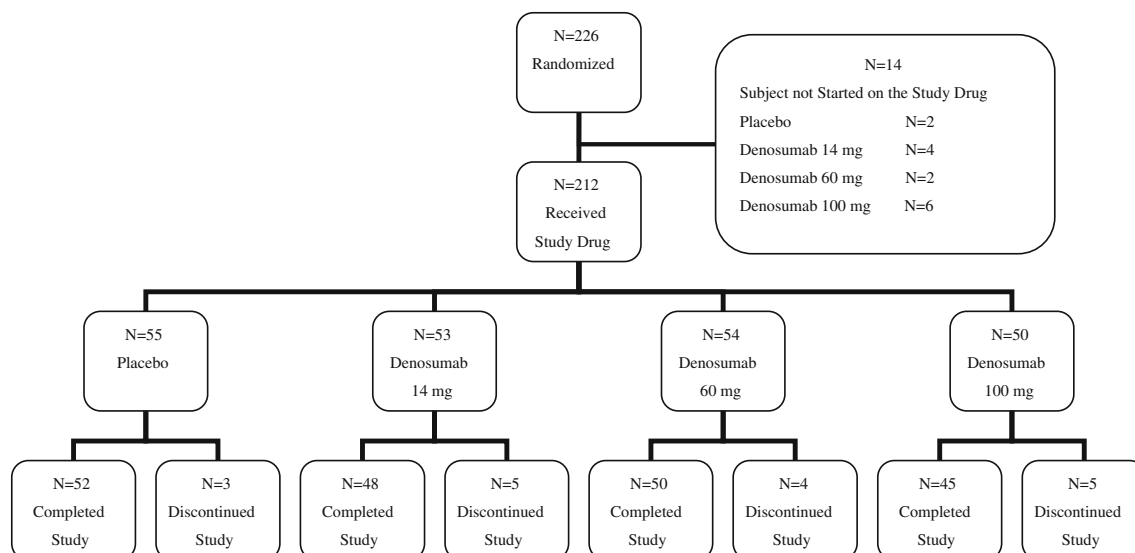 N=226
Randomized
N=14
Subject not Started on the Study Drug
Placebo N=2
Denosumab 14 mg N=4
Denosumab 60 mg N=2
Denosumab 100 mg N=6
N=212
Received
Study Drug
N=55
Placebo
N=53
Denosumab
14 mg
N=54
Denosumab
60 mg
N=50
Denosumab
100 mg
N=52
Completed
Study
N=3
Discontinued
Study
N=48
Completed
Study
N=5
Discontinued
Study
N=50
Completed
Study
N=4
Discontinued
Study
N=45
Completed
Study
N=5
Discontinued
Study